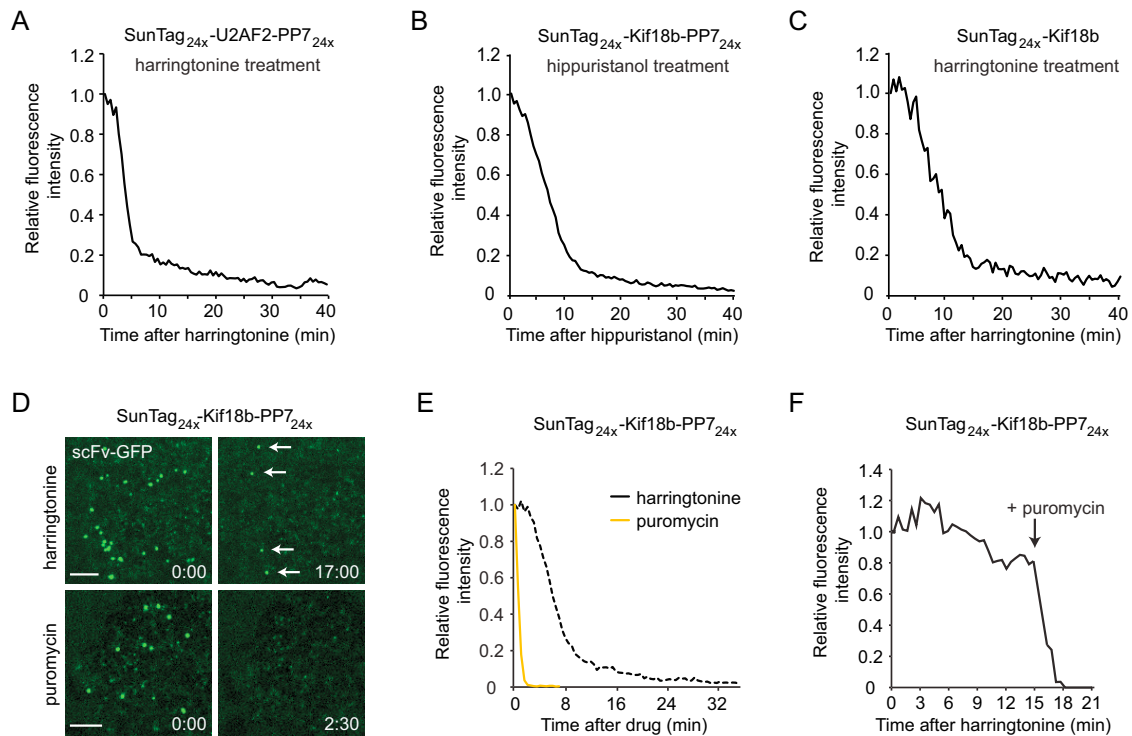 A
SunTag24x-U2AF2-PP724x
harringtonine treatment
Relative fluorescence
intensity
1.2
1.0
0.8
0.6
0.4
0.2
0
0 10 20 30 40
Time after harringtonine (min)
B
SunTag24x-Kif18b-PP724x
hippuristanol treatment
Relative fluorescence
intensity
1.2
1.0
0.8
0.6
0.4
0.2
0
0 10 20 30 40
Time after hippuristanol (min)
C
SunTag24x-Kif18b
harringtonine treatment
Relative fluorescence
intensity
1.2
1.0
0.8
0.6
0.4
0.2
0
0 10 20 30 40
Time after harringtonine (min)
D
SunTag24x-Kif18b-PP724x
harringtonine
scFv-GFP
0:00
17:00
puromycin
0:00
2:30
E
SunTag24x-Kif18b-PP724x
Relative fluorescence
intensity
1.2
1.0
0.8
0.6
0.4
0.2
0
harringtonine
puromycin
0 8 16 24 32
Time after drug (min)
F
SunTag24x-Kif18b-PP724x
Relative fluorescence
intensity
1.4
1.2
1.0
0.8
0.6
0.4
0.2
0
+ puromycin
0 3 6 9 12 15 18 21
Time after harringtonine (min)